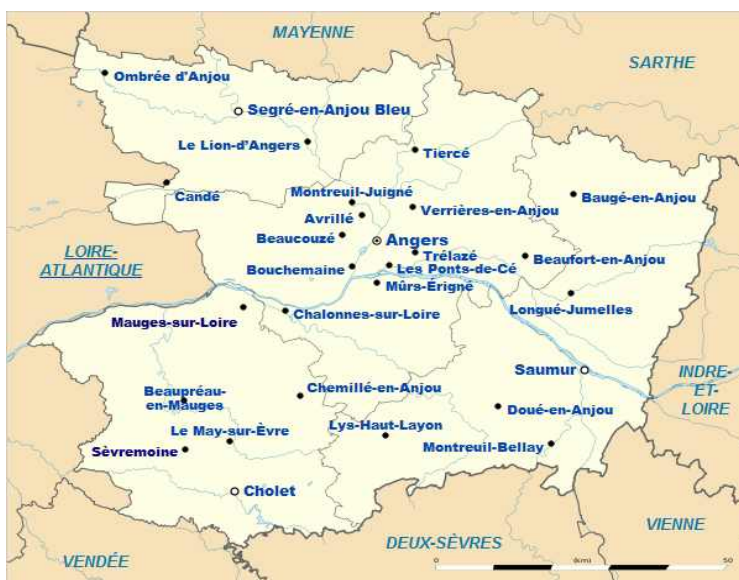 MAYENNE
SARTHE
Ombrée d'Anjou
Segré-en-Anjou Bleu
Le Lion-d'Angers
Tiercé
Candé
Montreuil-Juigné
Baugé-en-Anjou
Avrillé
Verrières-en-Anjou
Beaucouzé
Angers
LOIRE-
ATLANTIQUE
Trélazé
Beaufort-en-Anjou
Bouchemaine
Les Ponts-de-Cé
Mûrs-Érigné
Longué-Jumelles
Mauges-sur-Loire
Chalonnes-sur-Loire
Saumur
INDRE-
ET-
LOIRE
Beaupréau-
en-Mauges
Chemillé-en-Anjou
Doué-en-Anjou
Le May-sur-Èvre
Lys-Haut-Layon
Sèvremoine
Montreuil-Bellay
Cholet
VIENNE
DEUX-SÈVRES
VENDÉE
0
(km)
50